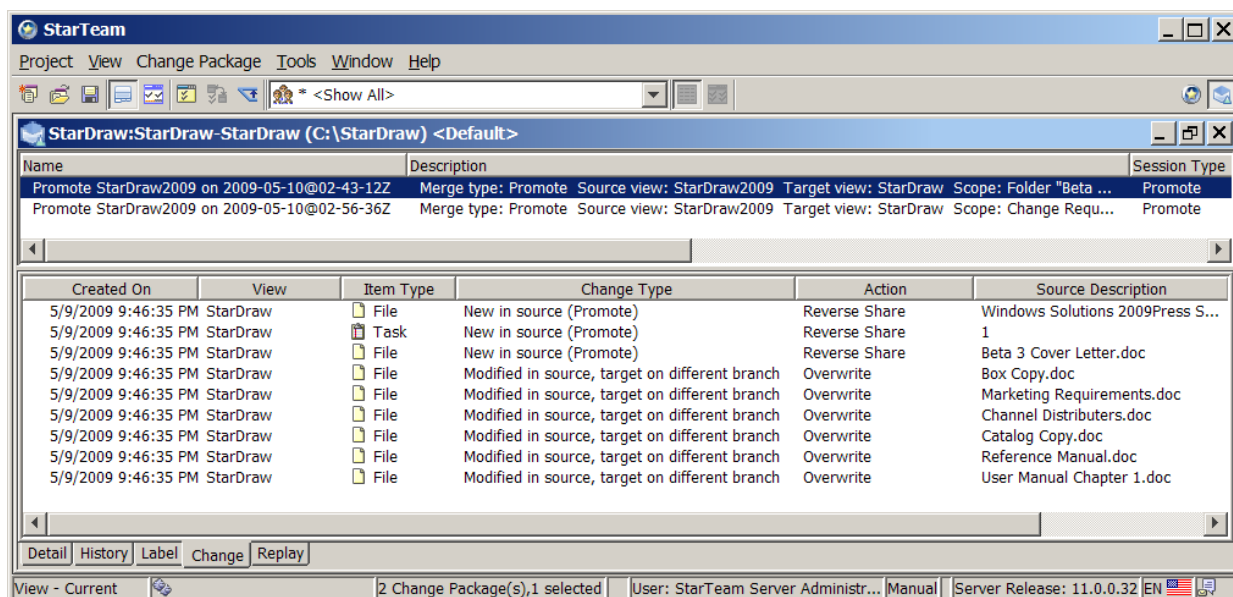 StarTeam
Project View Change Package Tools Window Help
* <Show All>
StarDraw:StarDraw-StarDraw (C:\StarDraw) <Default>
Name Description Session Type
Promote StarDraw2009 on 2009-05-10@02-43-12Z Merge type: Promote Source view: StarDraw2009 Target view: StarDraw Scope: Folder "Beta ... Promote
Promote StarDraw2009 on 2009-05-10@02-56-36Z Merge type: Promote Source view: StarDraw2009 Target view: StarDraw Scope: Change Requ... Promote
Created On View Item Type Change Type Action Source Description
5/9/2009 9:46:35 PM StarDraw File New in source (Promote) Reverse Share Windows Solutions 2009Press S...
5/9/2009 9:46:35 PM StarDraw Task New in source (Promote) Reverse Share 1
5/9/2009 9:46:35 PM StarDraw File New in source (Promote) Reverse Share Beta 3 Cover Letter.doc
5/9/2009 9:46:35 PM StarDraw File Modified in source, target on different branch Overwrite Box Copy.doc
5/9/2009 9:46:35 PM StarDraw File Modified in source, target on different branch Overwrite Marketing Requirements.doc
5/9/2009 9:46:35 PM StarDraw File Modified in source, target on different branch Overwrite Channel Distributers.doc
5/9/2009 9:46:35 PM StarDraw File Modified in source, target on different branch Overwrite Catalog Copy.doc
5/9/2009 9:46:35 PM StarDraw File Modified in source, target on different branch Overwrite Reference Manual.doc
5/9/2009 9:46:35 PM StarDraw File Modified in source, target on different branch Overwrite User Manual Chapter 1.doc
Detail History Label Change Replay
View - Current 2 Change Package(s),1 selected User: StarTeam Server Administr... Manual Server Release: 11.0.0.32 EN